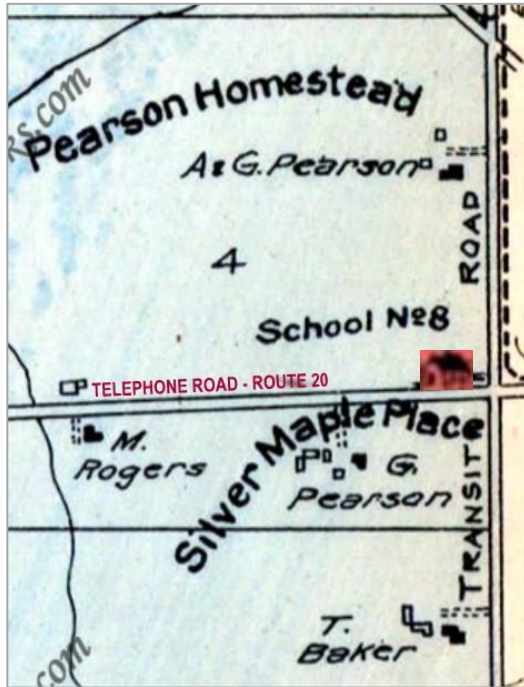 rs.com
Pearson Homestead
A & G. Pearson
4
ROAD
School No 8
TELEPHONE ROAD - ROUTE 20
Silver Maple Place
M.
Rogers
G.
Pearson
TRANSIT
T.
Baker
com